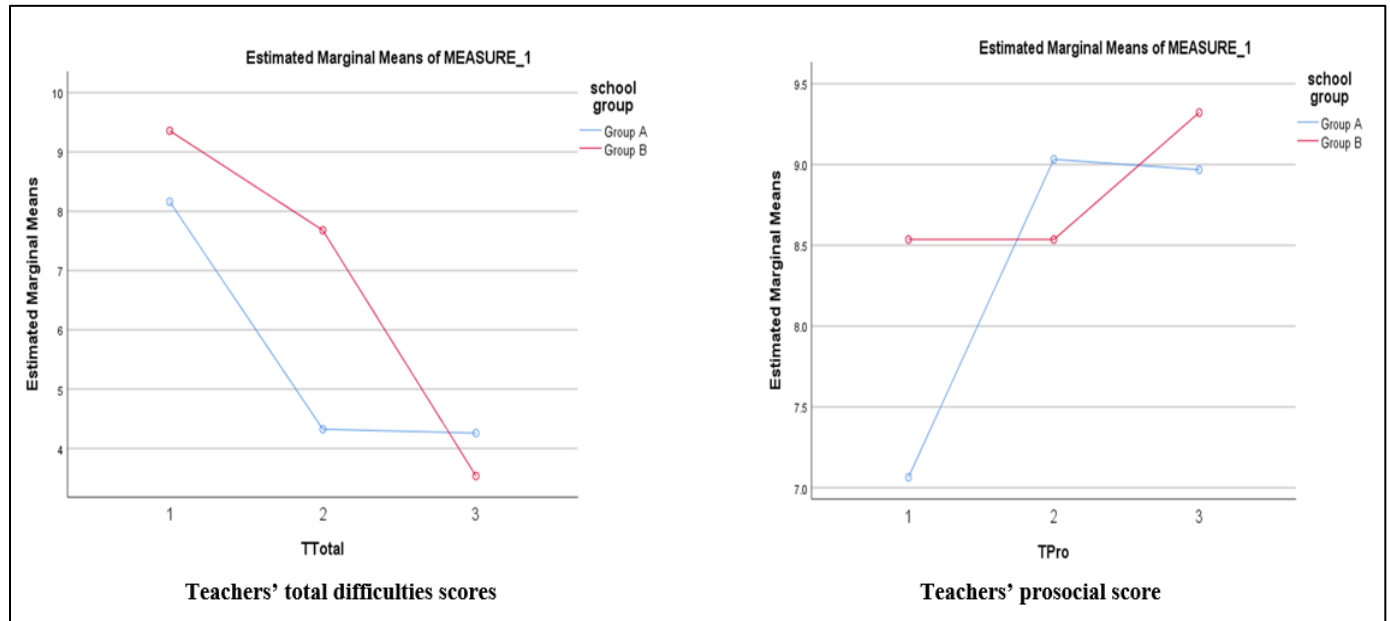 Estimated Marginal Means of MEASURE_1
school
group
Group A
Group B
Estimated Marginal Means
10
9
8
7
6
5
4
1 2 3
TTotal
Teachers’ total difficulties scores
Estimated Marginal Means of MEASURE_1
school
group
Group A
Group B
Estimated Marginal Means
9.5
9.0
8.5
8.0
7.5
7.0
1 2 3
TPro
Teachers’ prosocial score